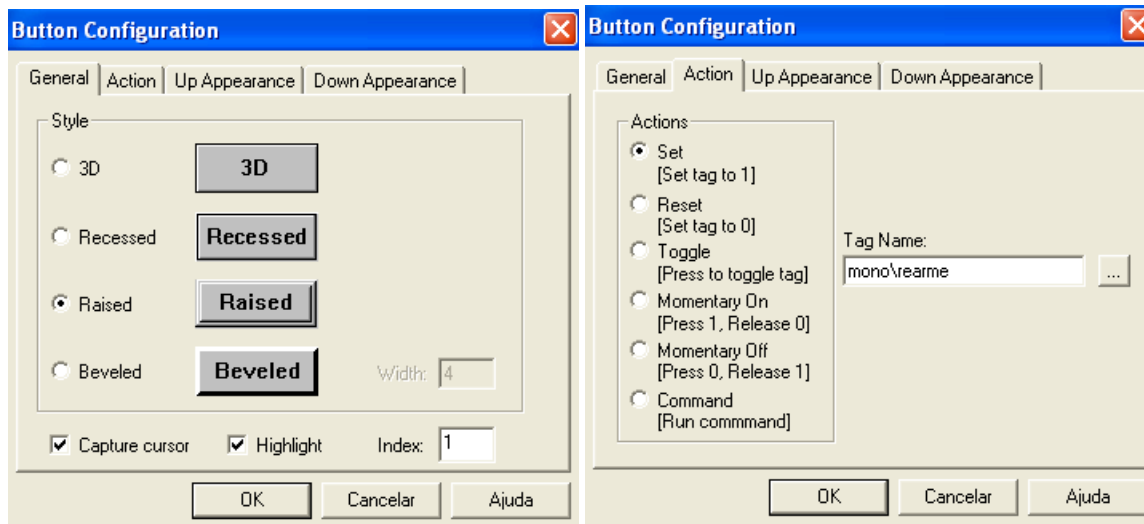 Button Configuration
General Action Up Appearance Down Appearance
Style
3D 3D
Recessed Recessed
Raised Raised
Beveled Beveled Width: 4
Capture cursor Highlight Index: 1
OK Cancelar Ajuda
Button Configuration
General Action Up Appearance Down Appearance
Actions
Set
[Set tag to 1]
Reset
[Set tag to 0]
Toggle
[Press to toggle tag]
Momentary On
[Press 1, Release 0]
Momentary Off
[Press 0, Release 1]
Command
[Run commmand]
Tag Name:
mono\rearme
...
OK Cancelar Ajuda